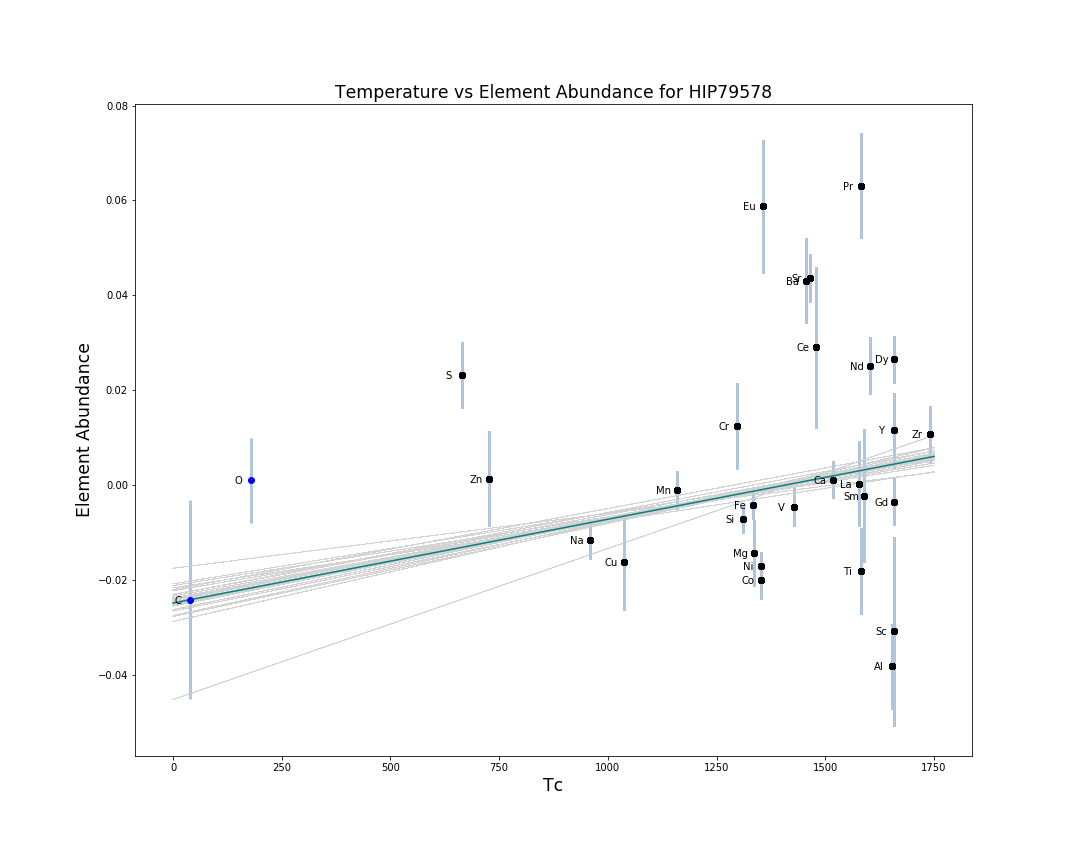 Temperature vs Element Abundance for HIP79578
0.08
0.06
0.04
0.02
0.00
−0.02
−0.04
Element Abundance
Pr
Eu
Sr
Ba
Ce
Dy
Nd
S
Y
Zr
Cr
O
Zn
Ca
La
Mn
Sm
Gd
Fe
V
Si
Na
Mg
Cu
Ni
Ti
Co
C
Sc
Al
0
250
500
750
1000
1250
1500
1750
Tc